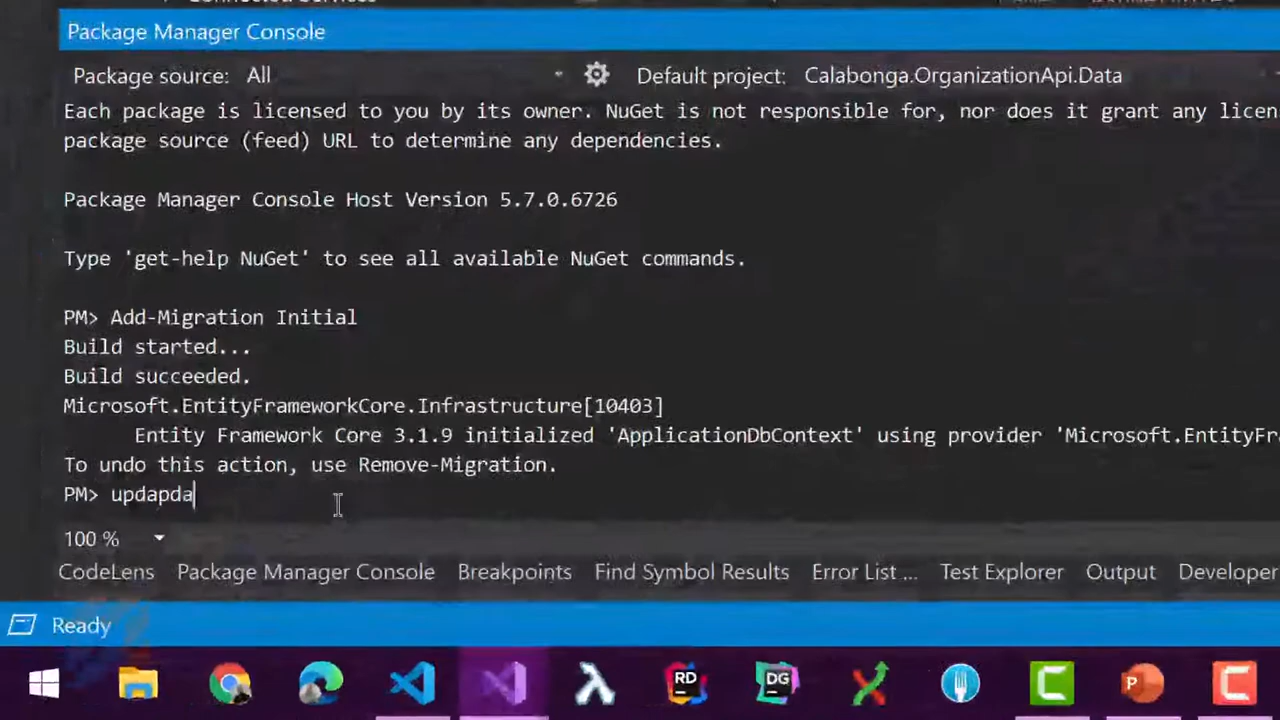 Package Manager Console
Package source: All
Default project: Calabonga.OrganizationApi.Data
Each package is licensed to you by its owner. NuGet is not responsible for, nor does it grant any licen
package source (feed) URL to determine any dependencies.
Package Manager Console Host Version 5.7.0.6726
Type 'get-help NuGet' to see all available NuGet commands.
PM> Add-Migration Initial
Build started...
Build succeeded.
Microsoft.EntityFrameworkCore.Infrastructure[10403]
Entity Framework Core 3.1.9 initialized 'ApplicationDbContext' using provider 'Microsoft.EntityFr
To undo this action, use Remove-Migration.
PM> updapda
100 %
CodeLens Package Manager Console Breakpoints Find Symbol Results Error List ... Test Explorer Output Developer
Ready
RD
DG
P